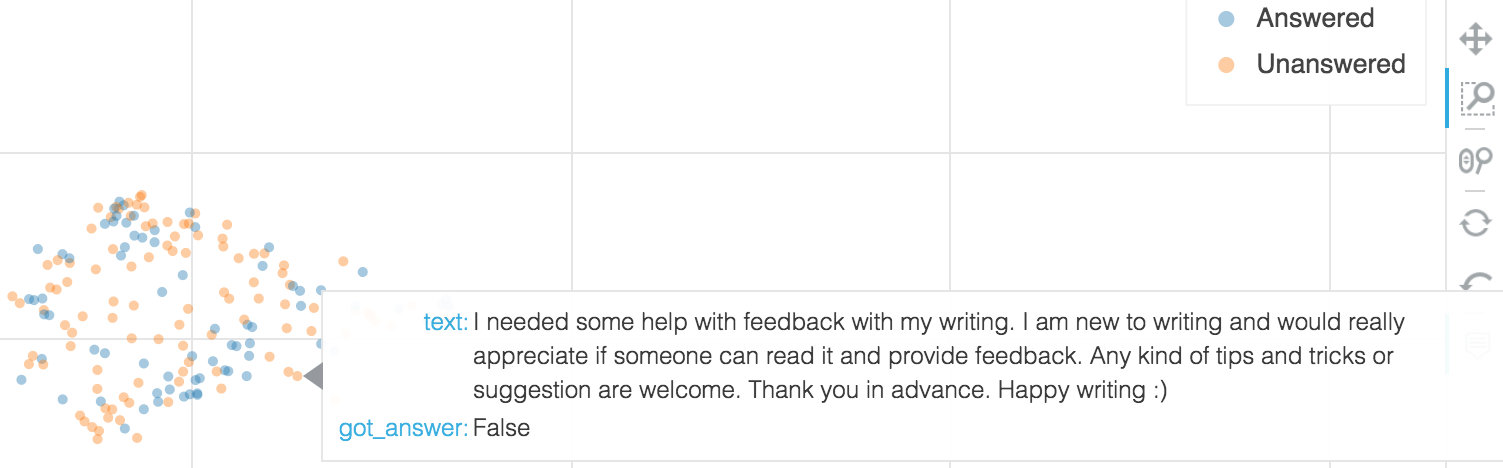 Answered
Unanswered
text: I needed some help with feedback with my writing. I am new to writing and would really
appreciate if someone can read it and provide feedback. Any kind of tips and tricks or
suggestion are welcome. Thank you in advance. Happy writing :)
got_answer: False